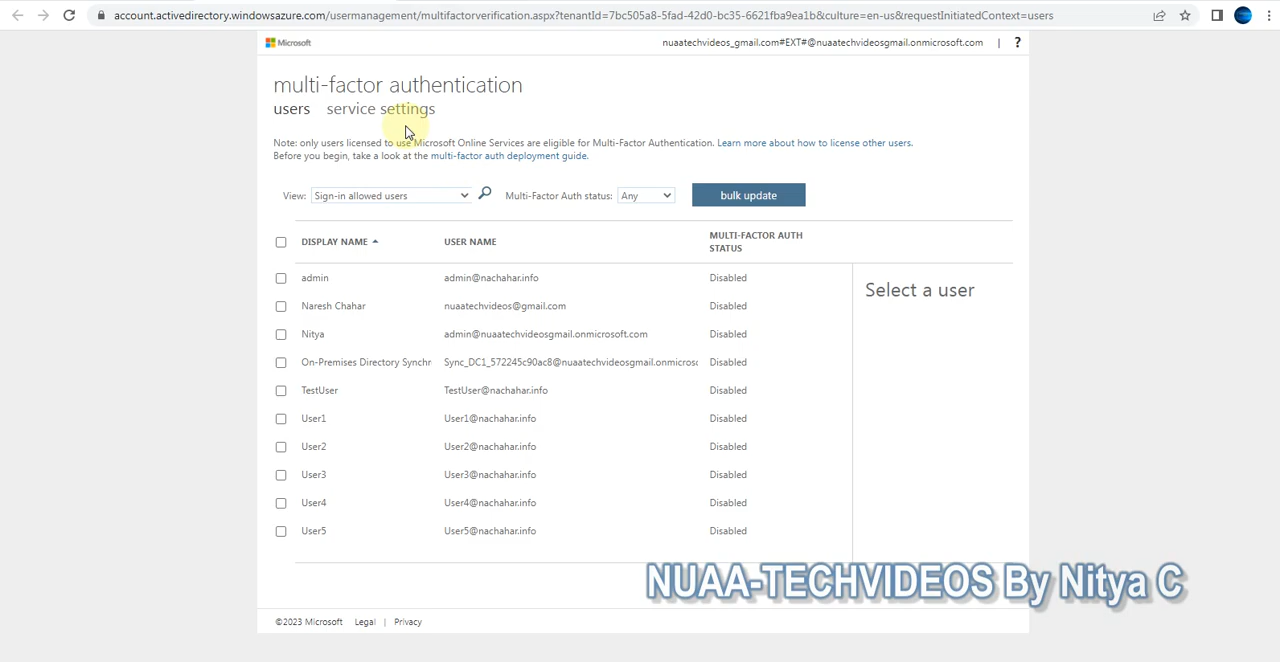 account.activedirectory.windowsazure.com/usermanagement/multifactorverification.aspx?tenantId=7bc505a8-5fad-42d0-bc35-6621fba9ea1b&culture=en-us&requestInitiatedContext=users
Microsoft nuaatechvideos_gmail.com#EXT#@nuaatechvideosgmail.onmicrosoft.com | ?
multi-factor authentication
users service settings
Note: only users licensed to use Microsoft Online Services are eligible for Multi-Factor Authentication. Learn more about how to license other users.
Before you begin, take a look at the multi-factor auth deployment guide.
View: Sign-in allowed users Multi-Factor Auth status: Any bulk update
DISPLAY NAME USER NAME MULTI-FACTOR AUTH STATUS
admin admin@nachahar.info Disabled
Select a user
Naresh Chahar nuaatechvideos@gmail.com Disabled
Nitya admin@nuaatechvideosgmail.onmicrosoft.com Disabled
On-Premises Directory Synchr Sync_DC1_572245c90ac8@nuaatechvideosgmail.onmicroso Disabled
TestUser TestUser@nachahar.info Disabled
User1 User1@nachahar.info Disabled
User2 User2@nachahar.info Disabled
User3 User3@nachahar.info Disabled
User4 User4@nachahar.info Disabled
User5 User5@nachahar.info Disabled
NUAA-TECHVIDEOS By Nitya C
©2023 Microsoft Legal | Privacy